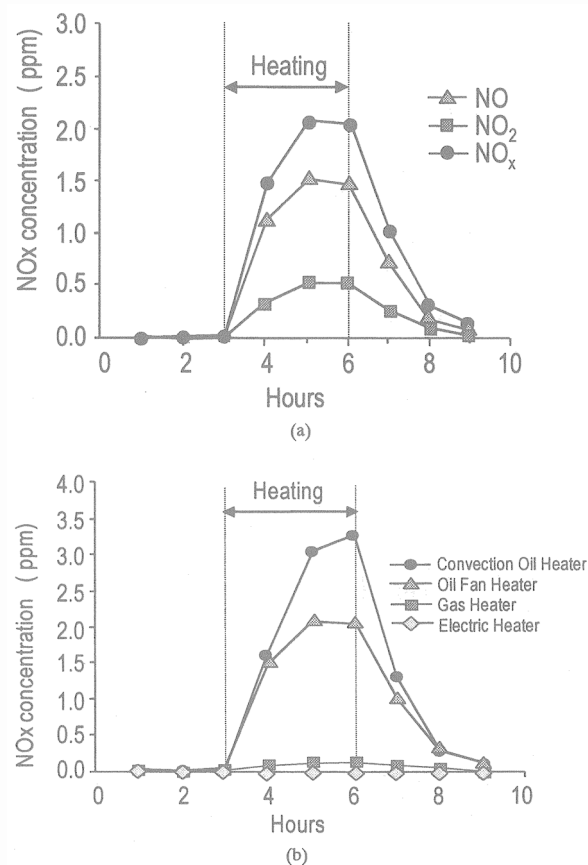 NOx concentration ( ppm)
3.0
2.5
2.0
1.5
1.0
0.5
0.0
Heating
NO
NO2
NOx
0 2 4 6 8 10
Hours
(a)
NOx concentration ( ppm)
4.0
3.5
3.0
2.5
2.0
1.5
1.0
0.5
0.0
Heating
Convection Oil Heater
Oil Fan Heater
Gas Heater
Electric Heater
0 2 4 6 8 10
Hours
(b)